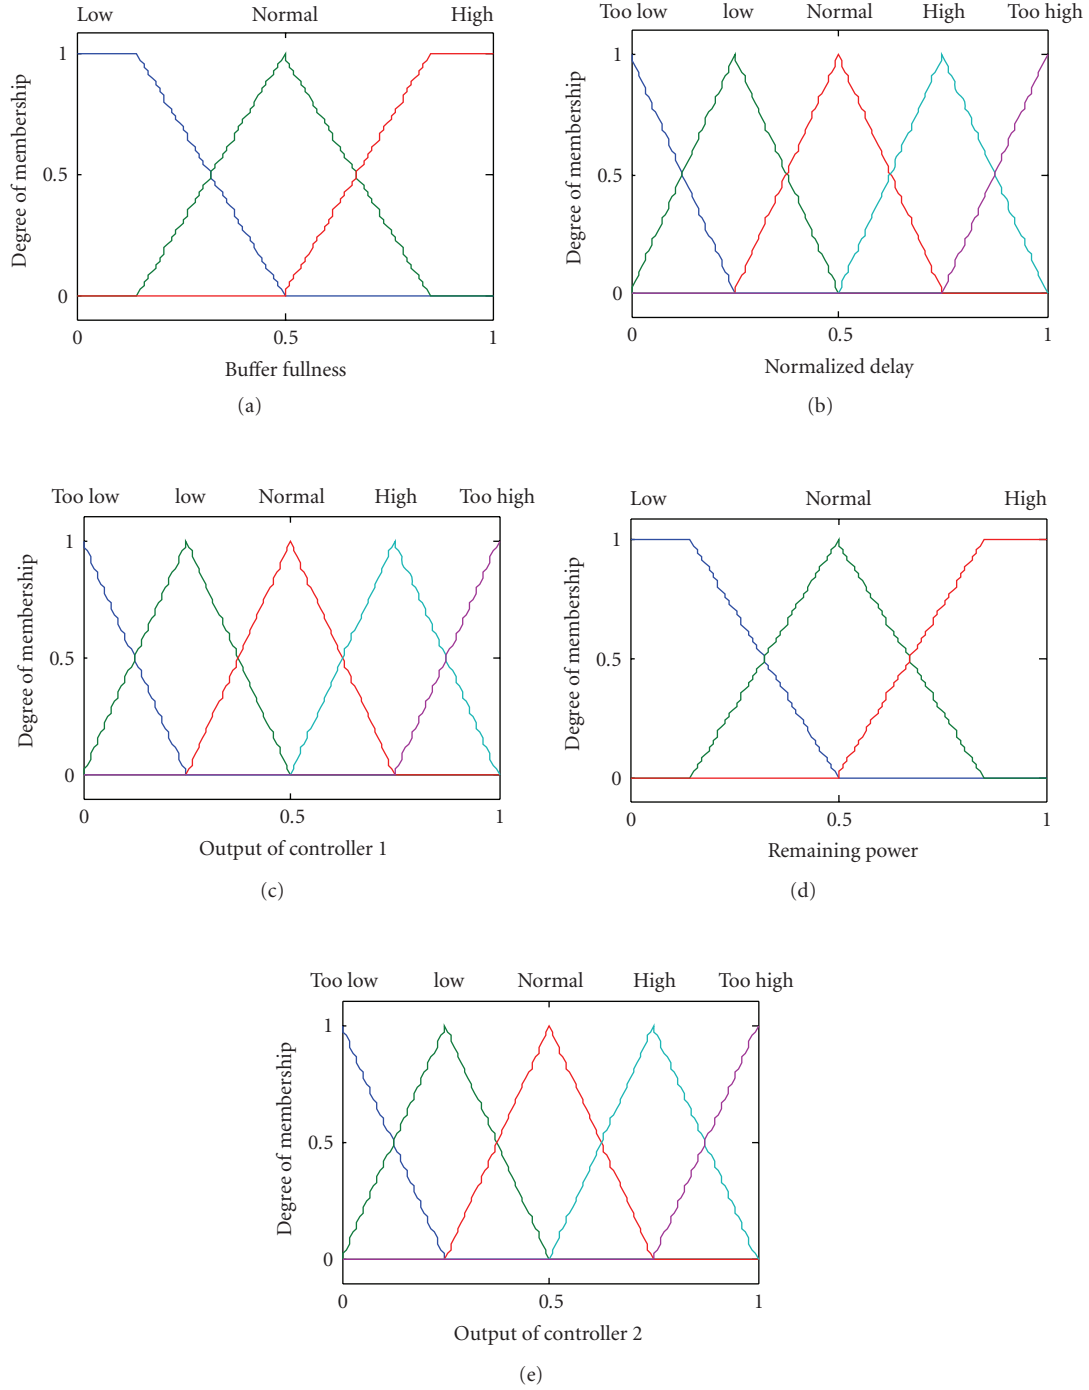 Low Normal High
1
0.5
0
Degree of membership
0 0.5 1
Buffer fullness
(a)
Too low low Normal High Too high
1
0.5
0
Degree of membership
0 0.5 1
Normalized delay
(b)
Too low low Normal High Too high
1
0.5
0
Degree of membership
0 0.5 1
Output of controller 1
(c)
Low Normal High
1
0.5
0
Degree of membership
0 0.5 1
Remaining power
(d)
Too low low Normal High Too high
1
0.5
0
Degree of membership
0 0.5 1
Output of controller 2
(e)